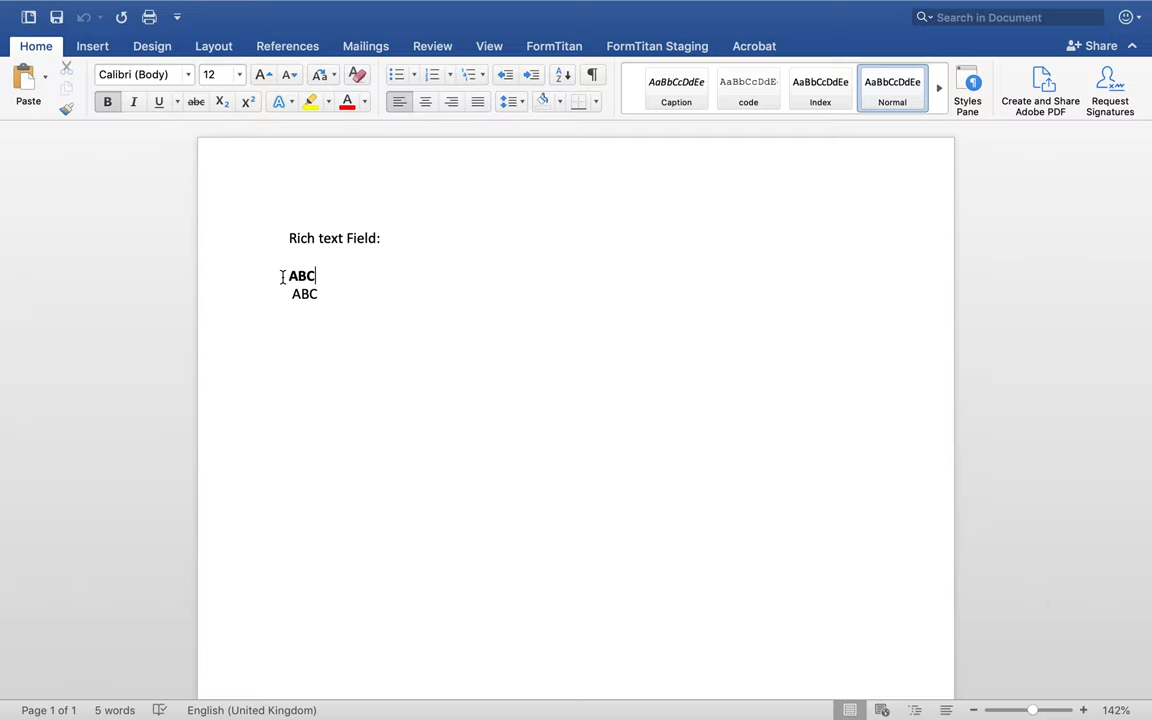 Search in Document
Home Insert Design Layout References Mailings Review View FormTitan FormTitan Staging Acrobat Share
Paste
Calibri (Body) 12
AaBbCcDdEe AaBbCcDdE AaBbCcDdEe AaBbCcDdEe
Caption code Index Normal
Styles Pane
Create and Share Adobe PDF
Request Signatures
Rich text Field:
ABC
ABC
Page 1 of 1 5 words English (United Kingdom) 142%